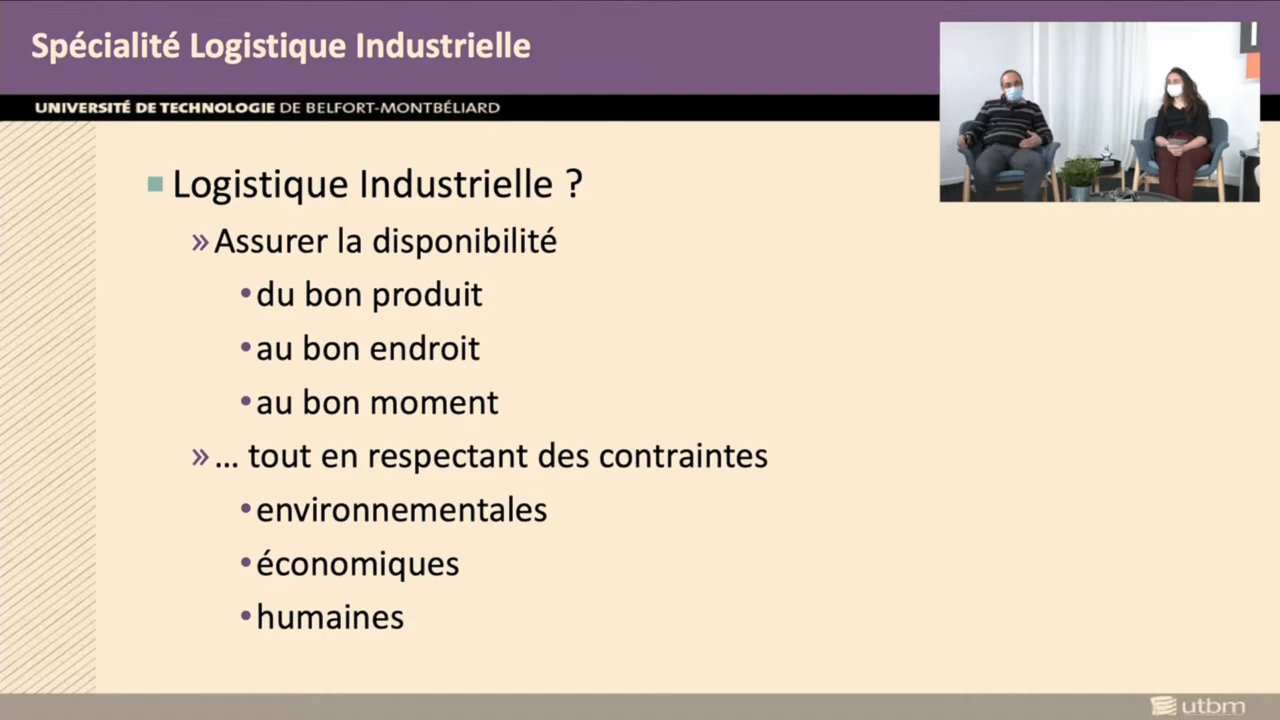 Spécialité Logistique Industrielle
UNIVERSITÉ DE TECHNOLOGIE DE BELFORT-MONTBÉLIARD
Logistique Industrielle ?
» Assurer la disponibilité
• du bon produit
• au bon endroit
• au bon moment
» ... tout en respectant des contraintes
• environnementales
• économiques
• humaines
utbm